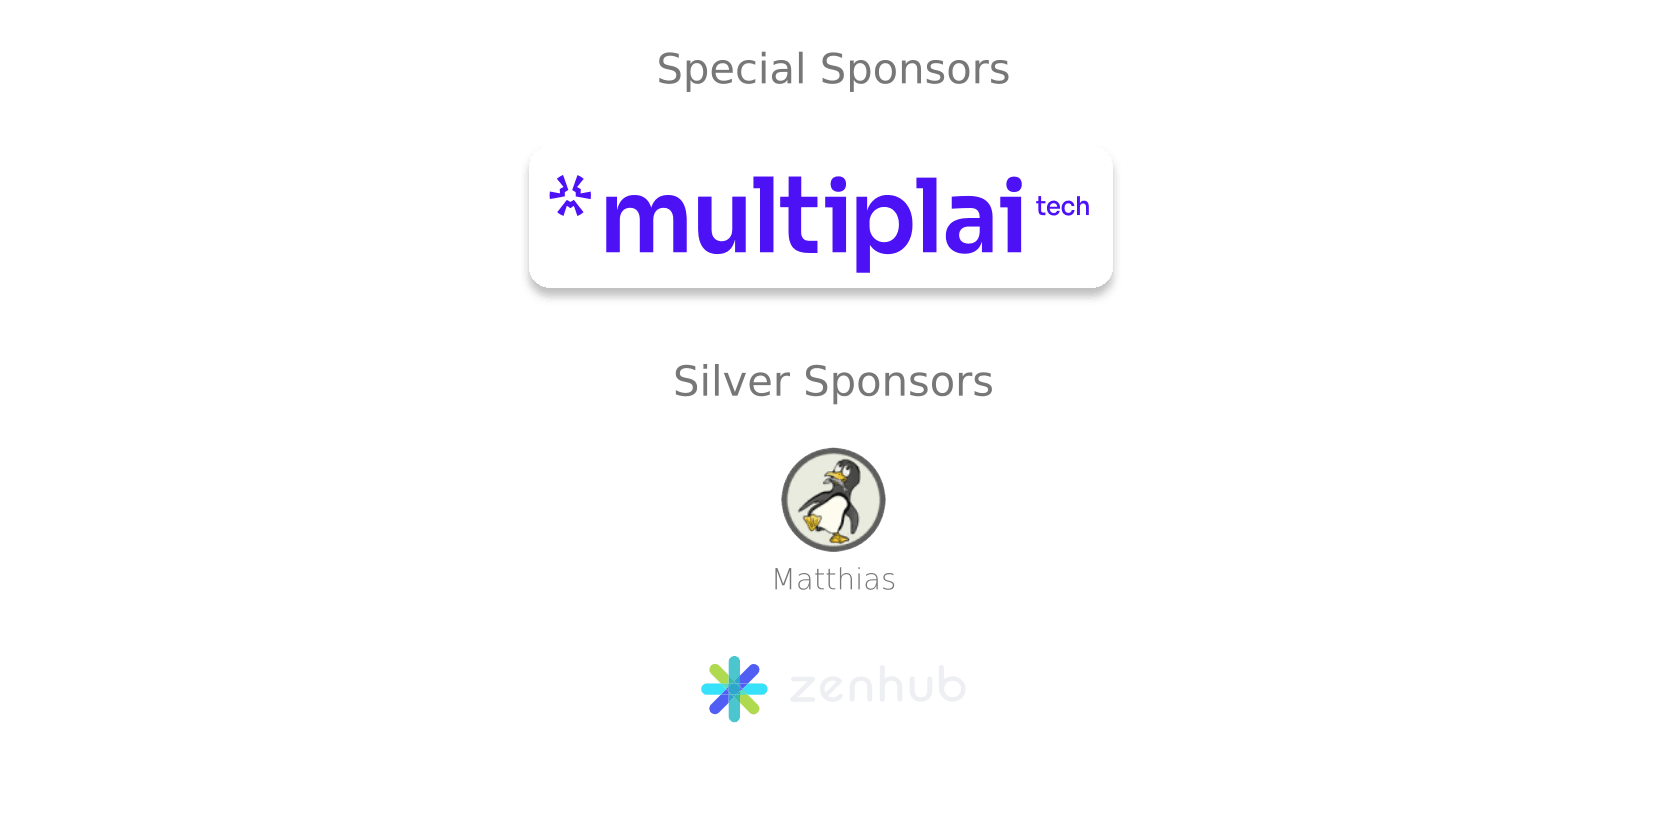 Special Sponsors
multiplai tech
Silver Sponsors
Matthias
zenhub